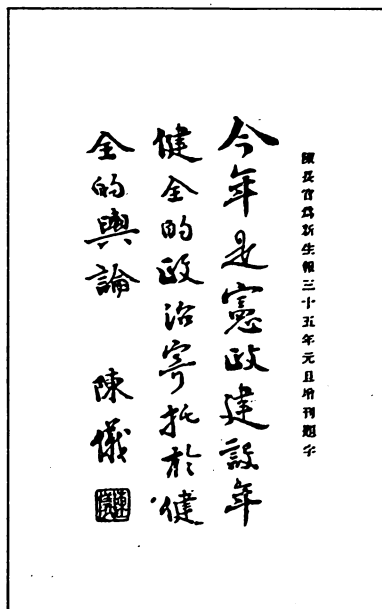 陳長官爲新生報三十五年元旦增刊題字
今年是憲政建設年
健全的政治寄託於健
全的輿論
陳儀